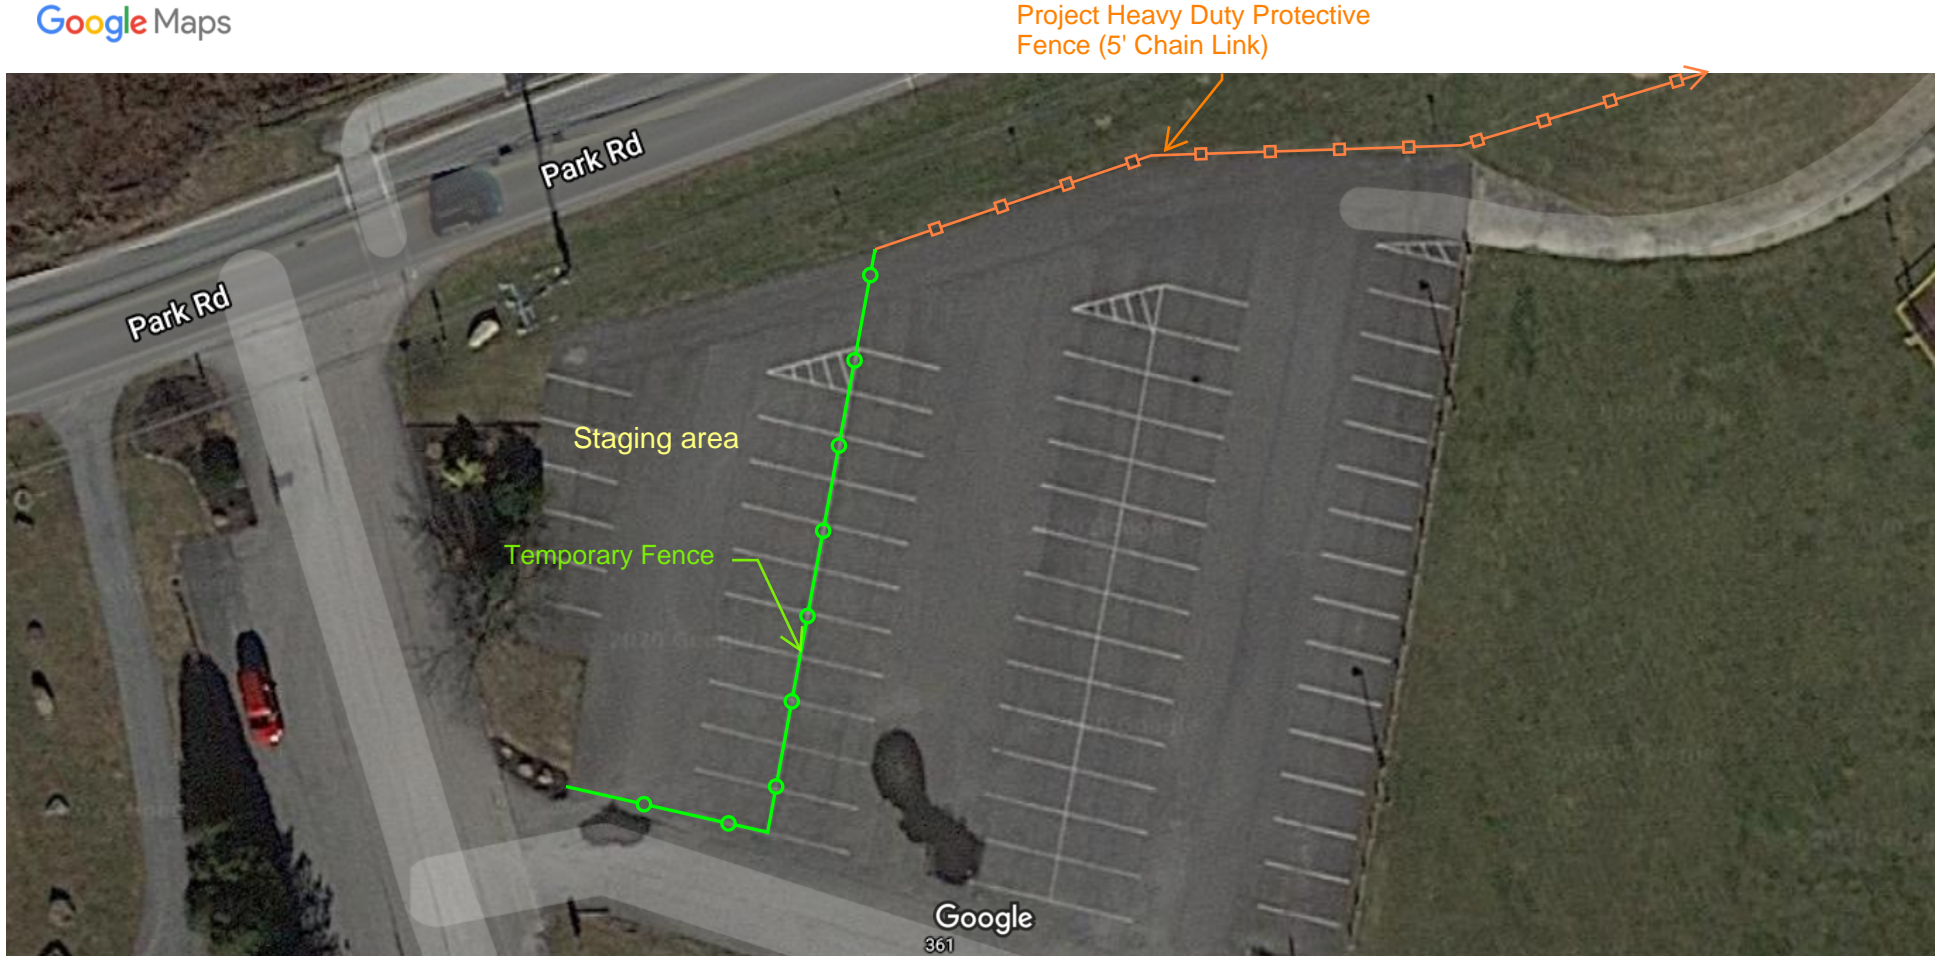 Google Maps
Project Heavy Duty Protective
Fence (5' Chain Link)
Park Rd
Park Rd
Staging area
Temporary Fence
Google
361